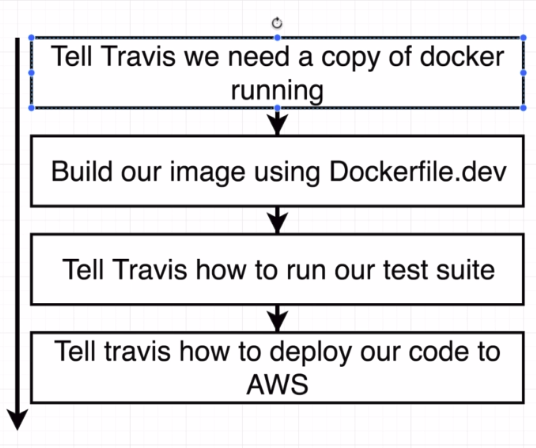 Tell Travis we need a copy of docker
running
Build our image using Dockerfile.dev
Tell Travis how to run our test suite
Tell travis how to deploy our code to
AWS